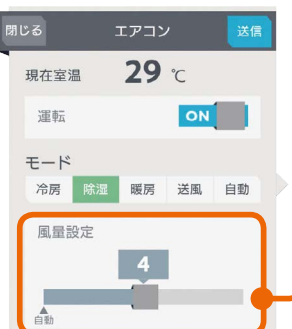 閉じる エアコン 送信
現在室温 29 ℃
運転 ON
モード
冷房 除湿 暖房 送風 自動
風量設定
4
自動